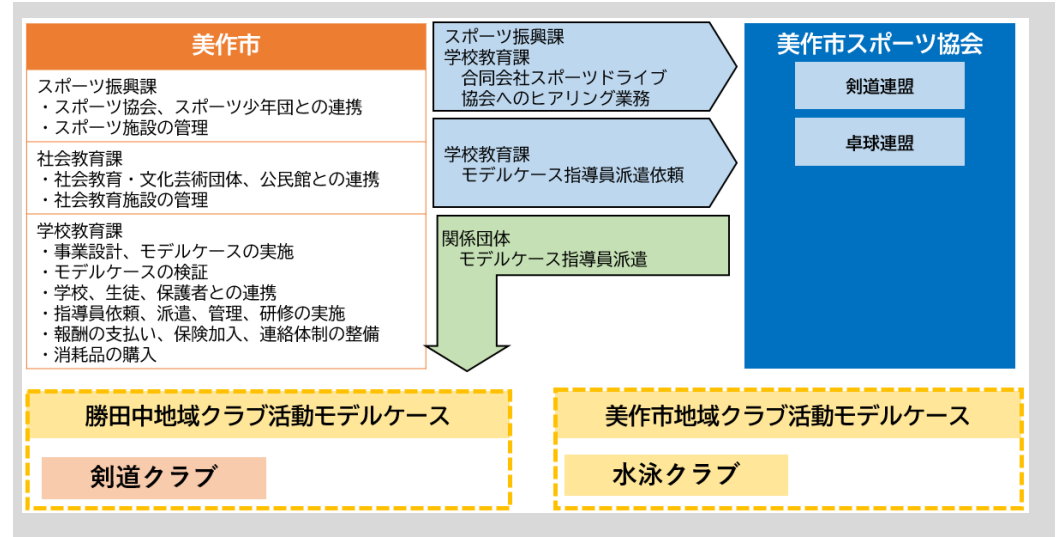 美作市
スポーツ振興課
・スポーツ協会、スポーツ少年団との連携
・スポーツ施設の管理
社会教育課
・社会教育・文化芸術団体、公民館との連携
・社会教育施設の管理
学校教育課
・事業設計、モデルケースの実施
・モデルケースの検証
・学校、生徒、保護者との連携
・指導員依頼、派遣、管理、研修の実施
・報酬の支払い、保険加入、連絡体制の整備
・消耗品の購入
スポーツ振興課
学校教育課
合同会社スポーツドライブ
協会へのヒアリング業務
学校教育課
モデルケース指導員派遣依頼
関係団体
モデルケース指導員派遣
美作市スポーツ協会
剣道連盟
卓球連盟
勝田中地域クラブ活動モデルケース
剣道クラブ
美作市地域クラブ活動モデルケース
水泳クラブ